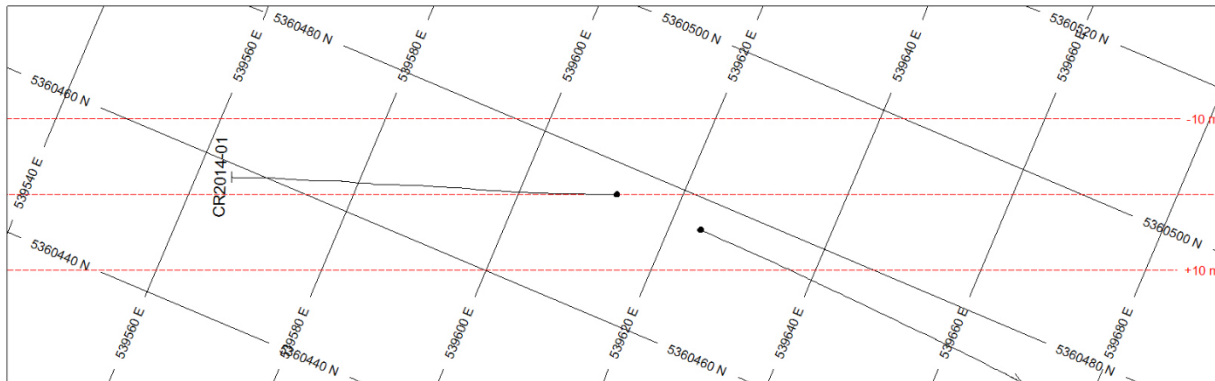 5360480 N
5360500 N
5360520 N
539560 E
539580 E
539600 E
539620 E
539640 E
539660 E
5360460 N
-10 m
CR2014-01
539540 E
5360500 N
5360440 N
+10 m
539560 E
539580 E
539600 E
539620 E
539640 E
539660 E
539680 E
5360440 N
5360460 N
5360480 N